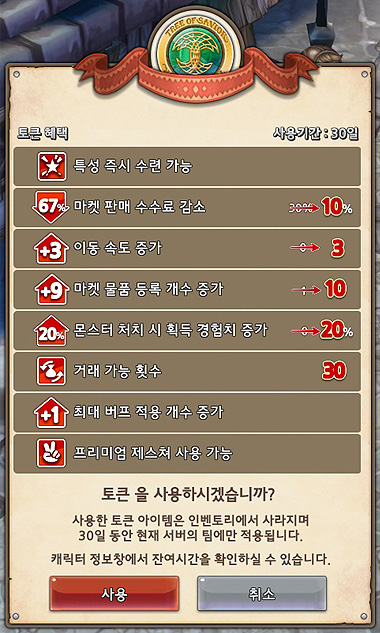 TREE OF SAVIOR
토큰 혜택 사용기간 : 30일
특성 즉시 수련 가능
67% 마켓 판매 수수료 감소 30% 10%
+3 이동 속도 증가 0 3
+9 마켓 물품 등록 개수 증가 1 10
20% 몬스터 처치 시 획득 경험치 증가 0 20%
거래 가능 횟수 30
+1 최대 버프 적용 개수 증가
프리미엄 제스쳐 사용 가능
토큰 을 사용하시겠습니까?
사용한 토큰 아이템은 인벤토리에서 사라지며
30일 동안 현재 서버의 팀에만 적용됩니다.
캐릭터 정보창에서 잔여시간을 확인하실 수 있습니다.
사용 취소